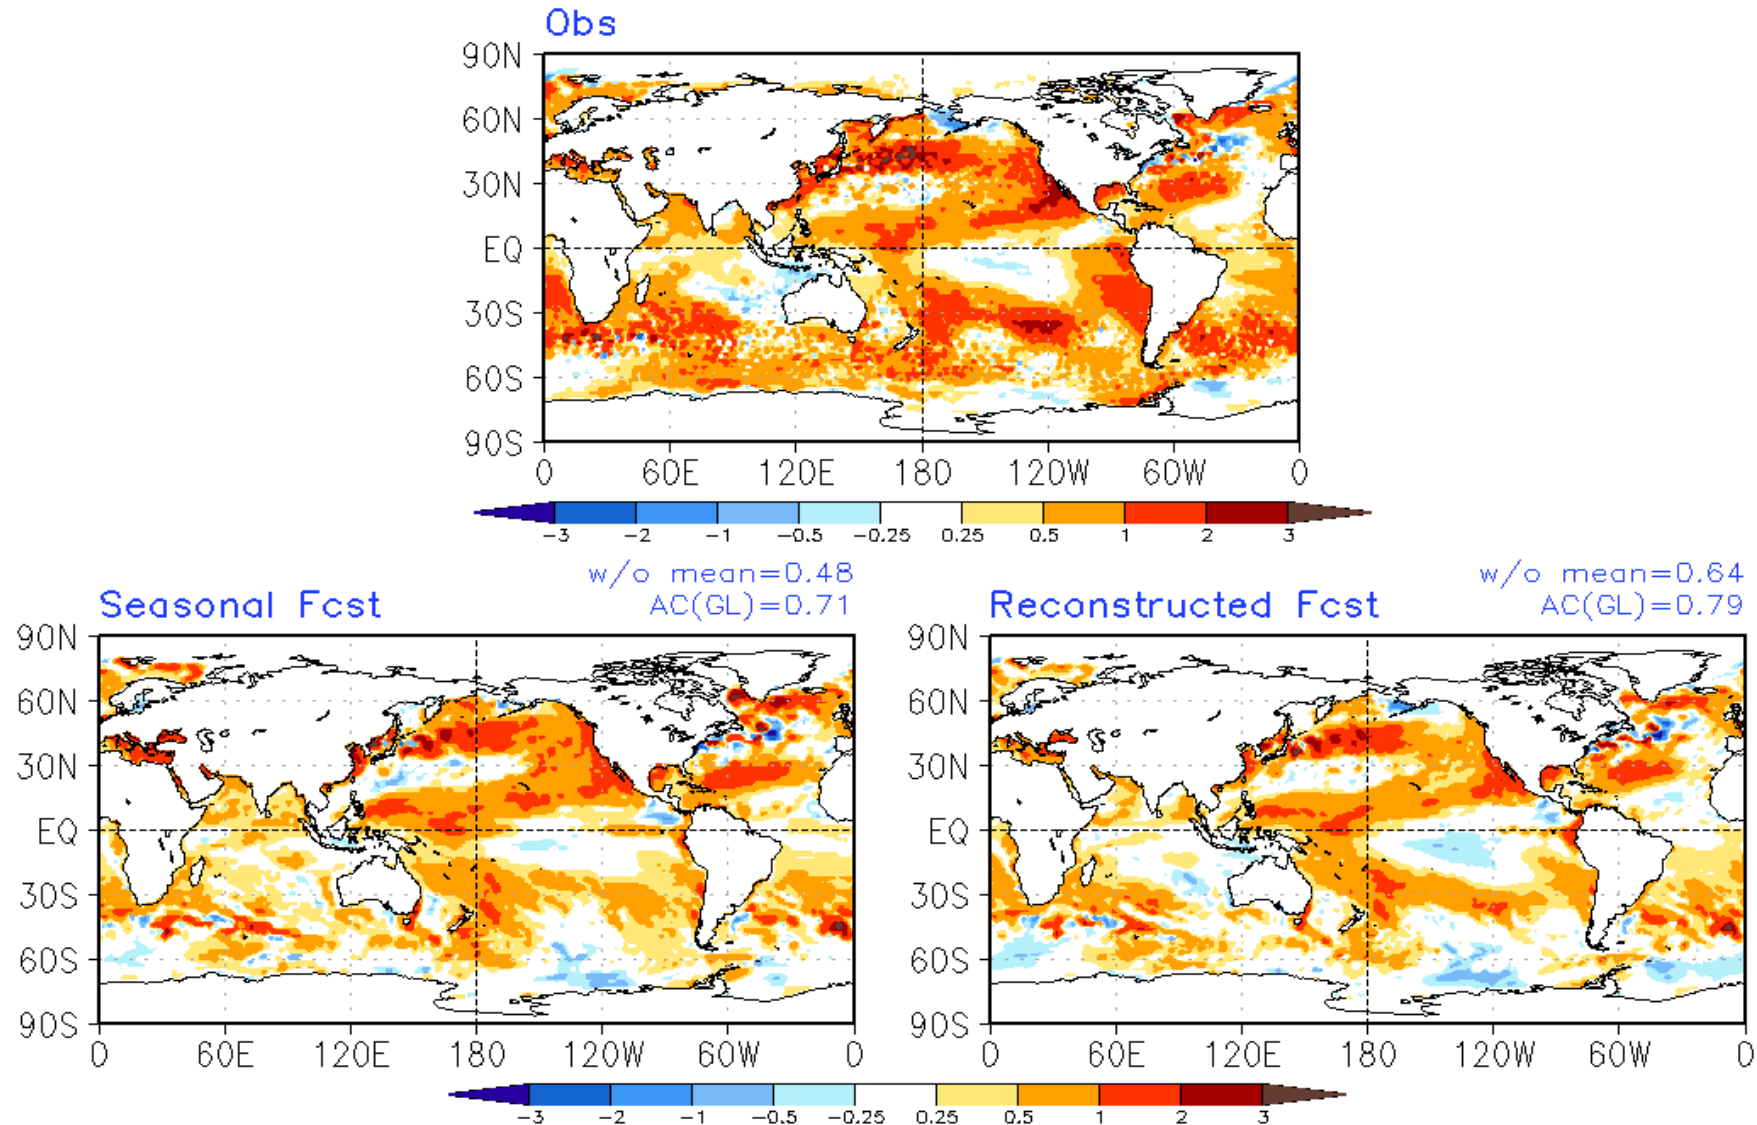 Obs
90N
60N
30N
EQ
30S
60S
90S
0 60E 120E 180 120W 60W 0
-3 -2 -1 -0.5 -0.25 0.25 0.5 1 2 3
w/o mean=0.48
Seasonal Fcst AC(GL)=0.71
90N
60N
30N
EQ
30S
60S
90S
0 60E 120E 180 120W 60W 0
w/o mean=0.64
Reconstructed Fcst AC(GL)=0.79
90N
60N
30N
EQ
30S
60S
90S
0 60E 120E 180 120W 60W 0
-3 -2 -1 -0.5 -0.25 0.25 0.5 1 2 3